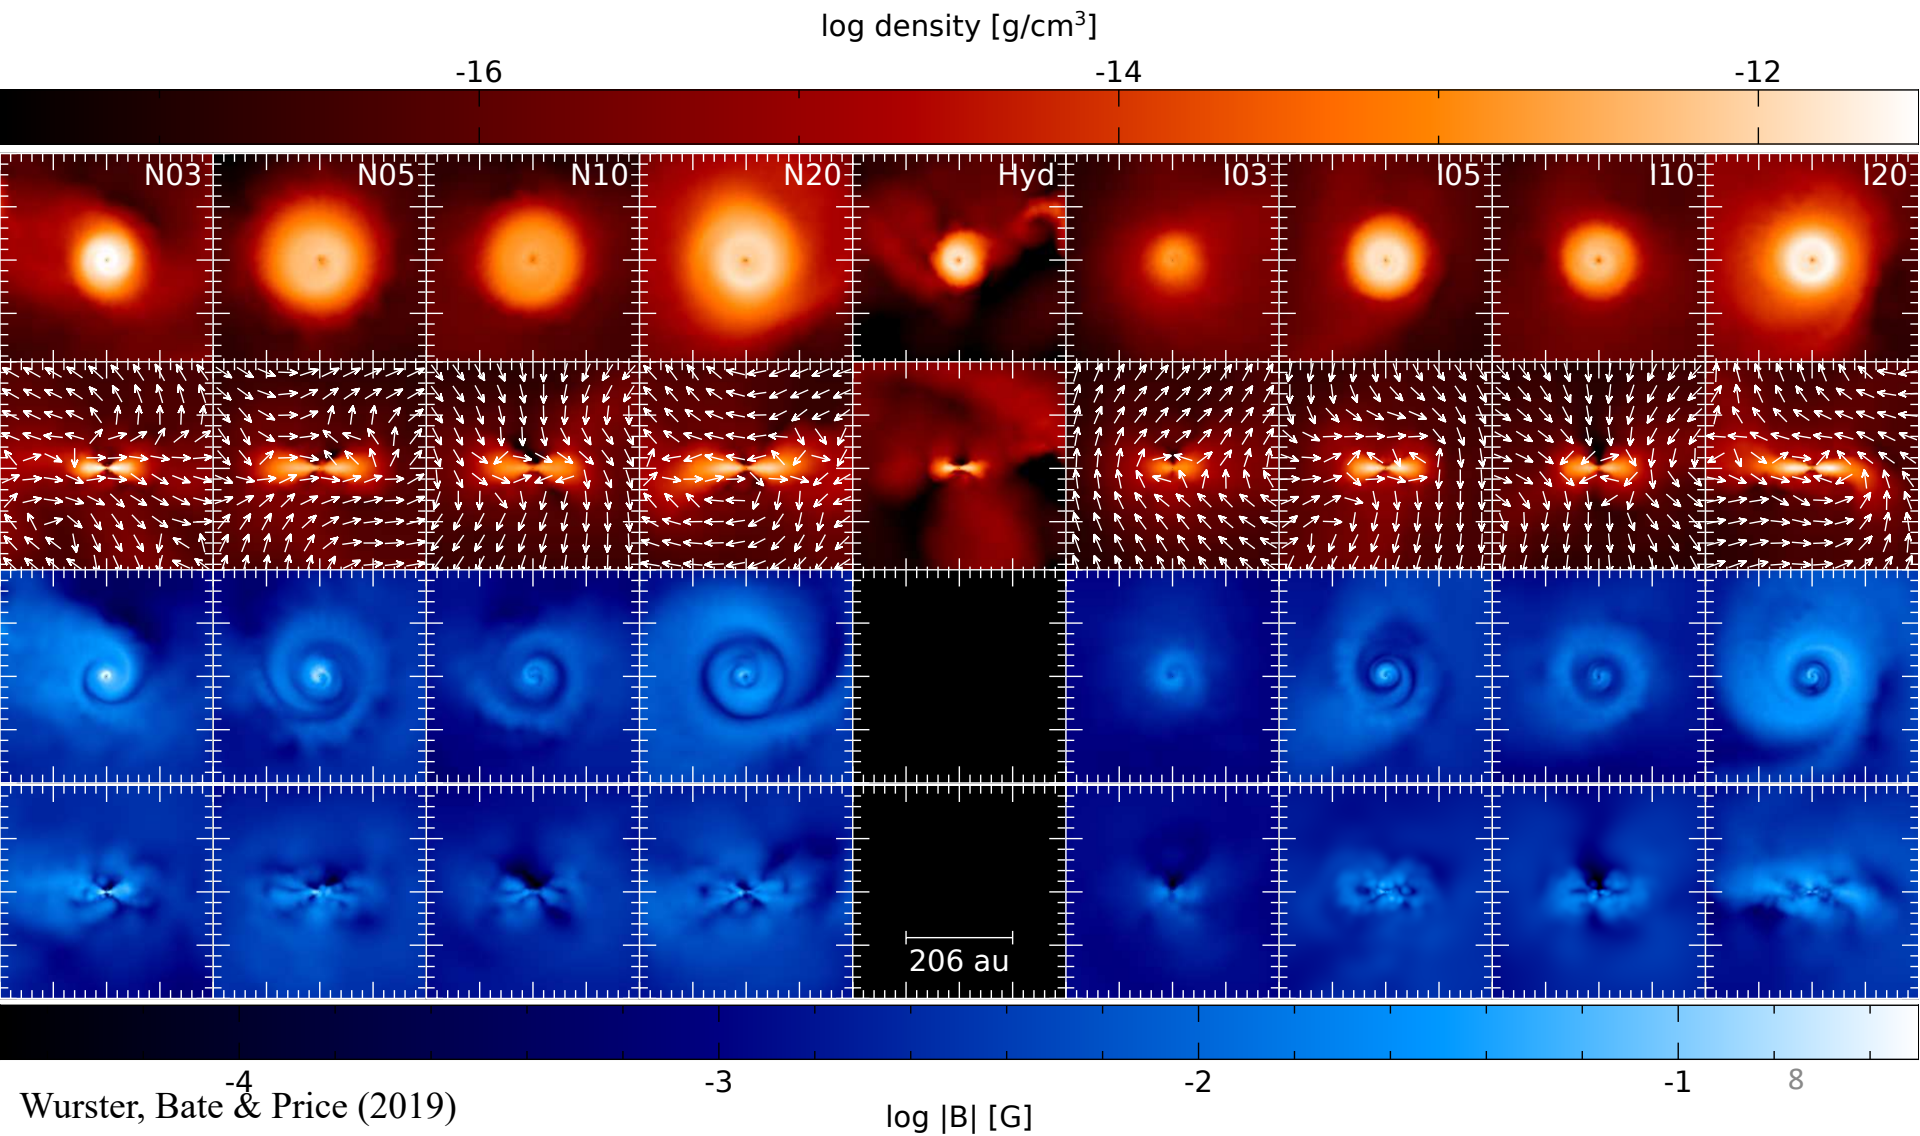 log density [g/cm³]
-16 -14 -12
N03 N05 N10 N20 Hyd I03 I05 I10 I20
206 au
-4 -3 -2 -1 8
Wurster, Bate & Price (2019)
log |B| [G]